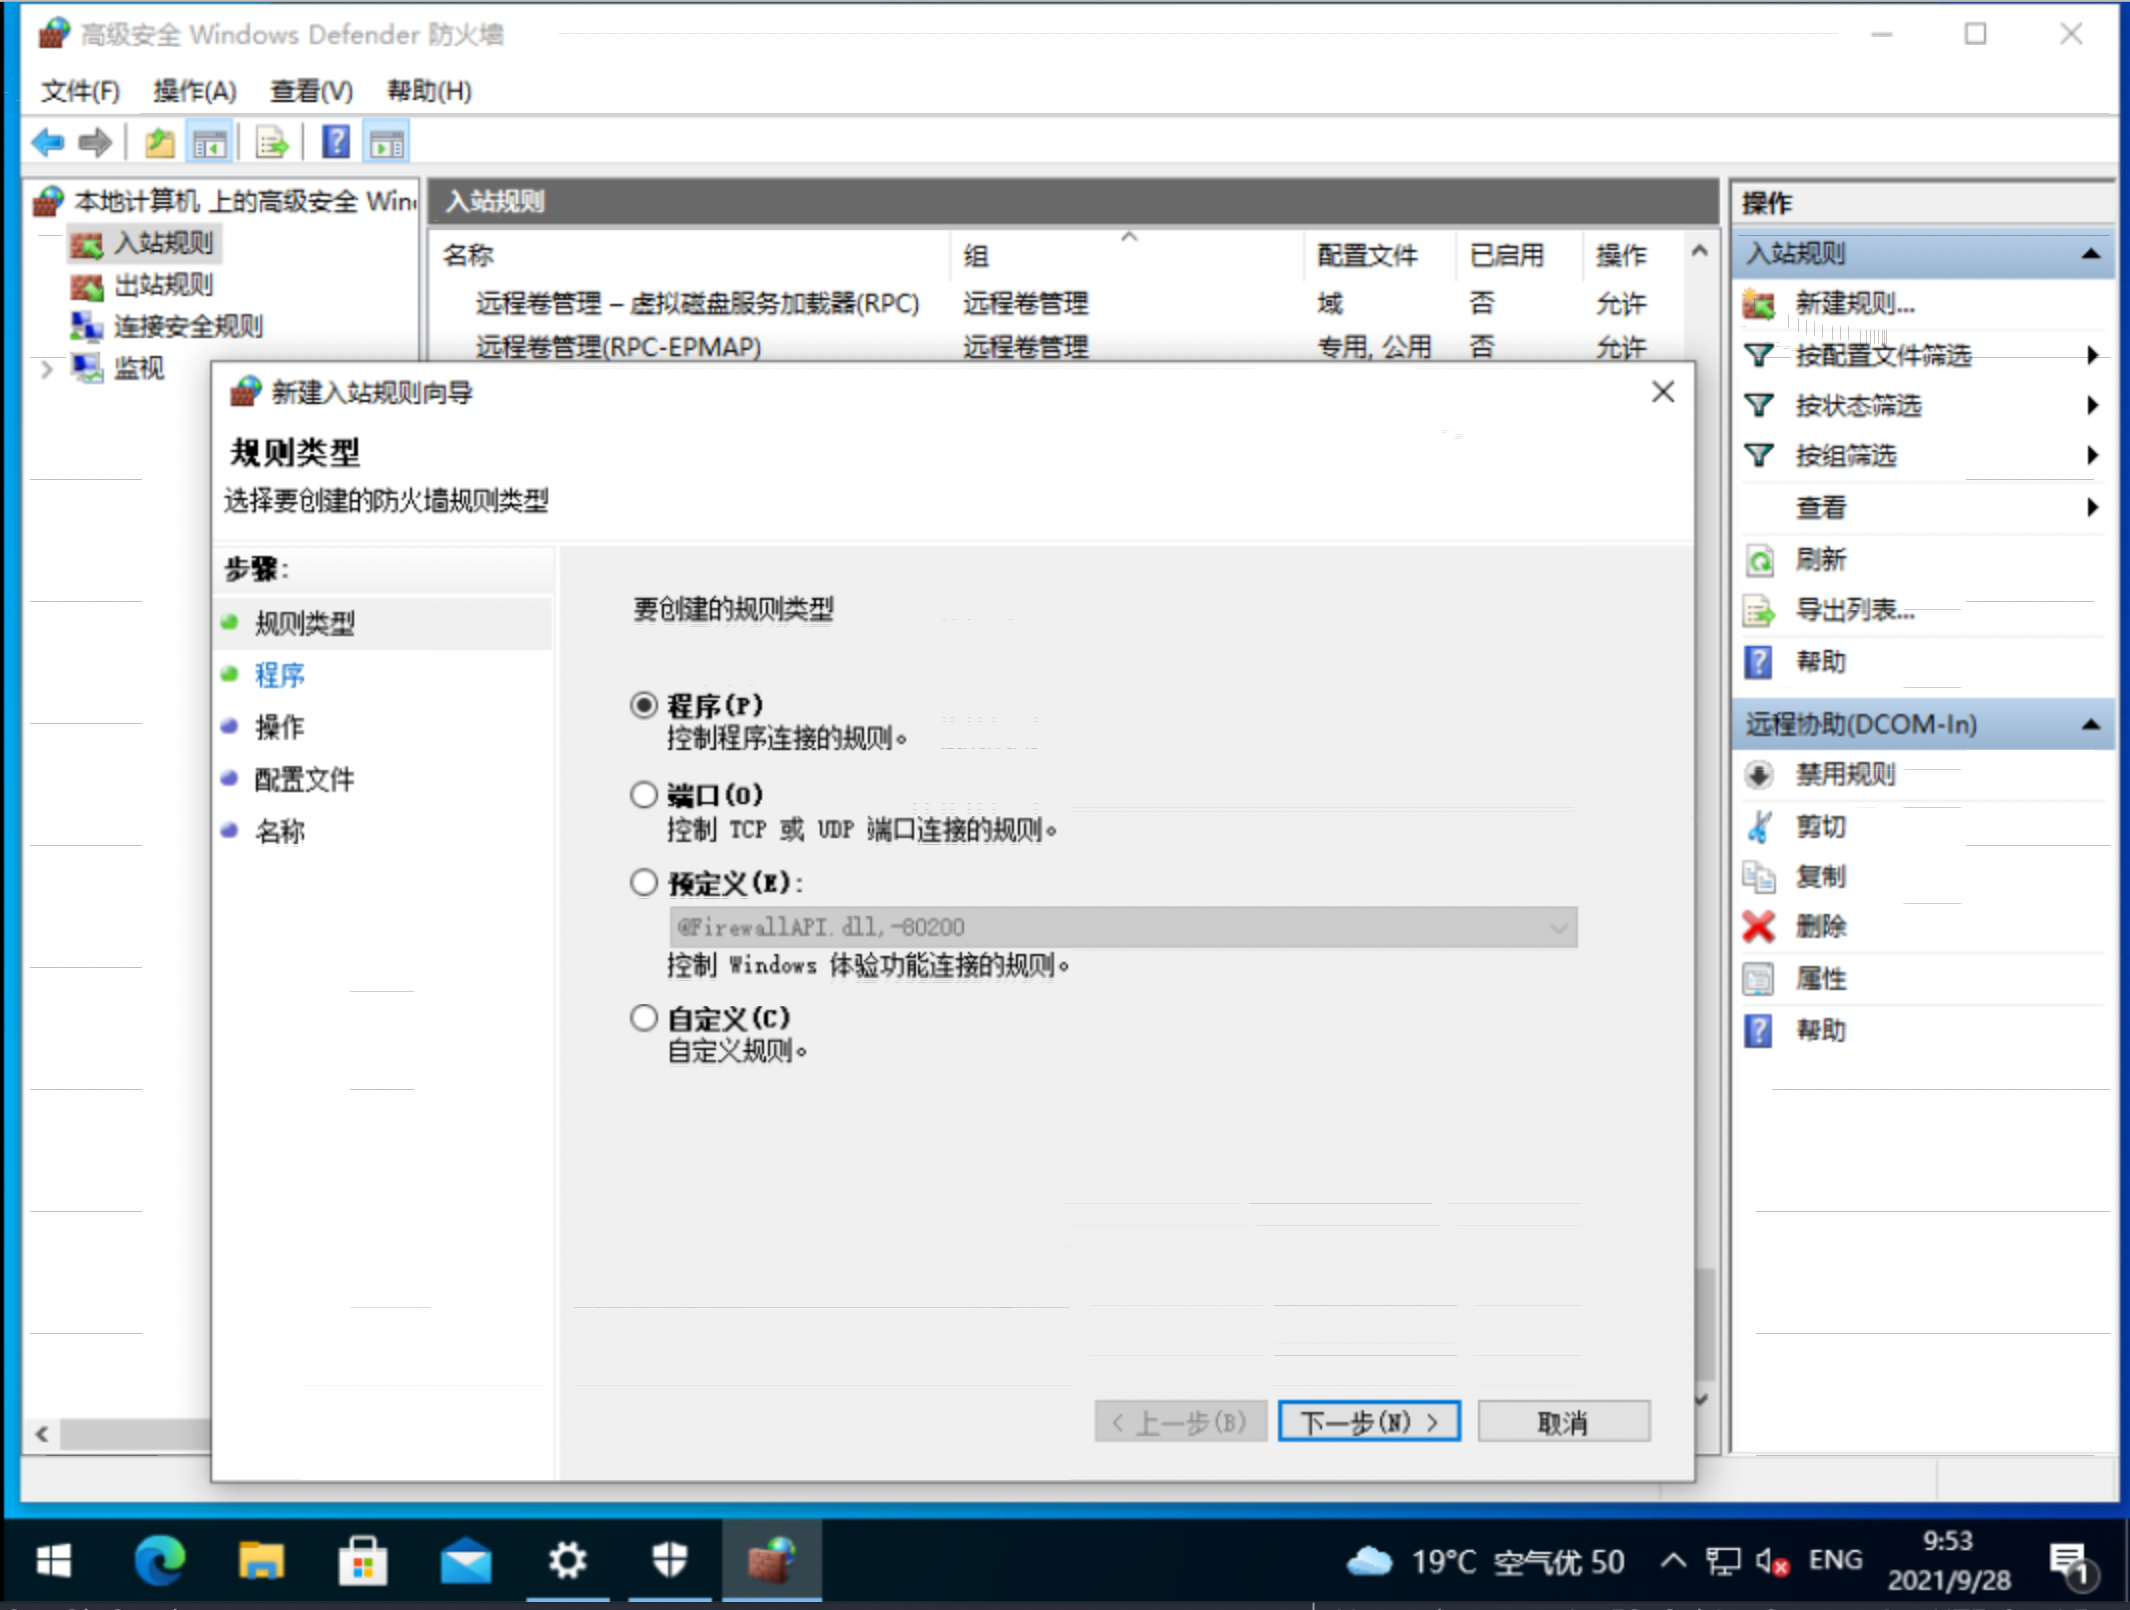 高级安全 Windows Defender 防火墙
文件(F) 操作(A) 查看(V) 帮助(H)
本地计算机 上的高级安全 Win
入站规则
出站规则
连接安全规则
监视
入站规则
名称 组 配置文件 已启用 操作
远程卷管理 – 虚拟磁盘服务加载器(RPC) 远程卷管理 域 否 允许
远程卷管理(RPC-EPMAP) 远程卷管理 专用, 公用 否 允许
新建入站规则向导
规则类型
选择要创建的防火墙规则类型
步骤:
规则类型
程序
操作
配置文件
名称
要创建的规则类型
程序(P)
控制程序连接的规则。
端口(O)
控制 TCP 或 UDP 端口连接的规则。
预定义(E):
@FirewallAPI.dll,-80200
控制 Windows 体验功能连接的规则。
自定义(C)
自定义规则。
< 上一步(B)
下一步(N) >
取消
操作
入站规则
新建规则...
按配置文件筛选
按状态筛选
按组筛选
查看
刷新
导出列表...
帮助
远程协助(DCOM-In)
禁用规则
剪切
复制
删除
属性
帮助
19°C 空气优 50
ENG
9:53
2021/9/28
1